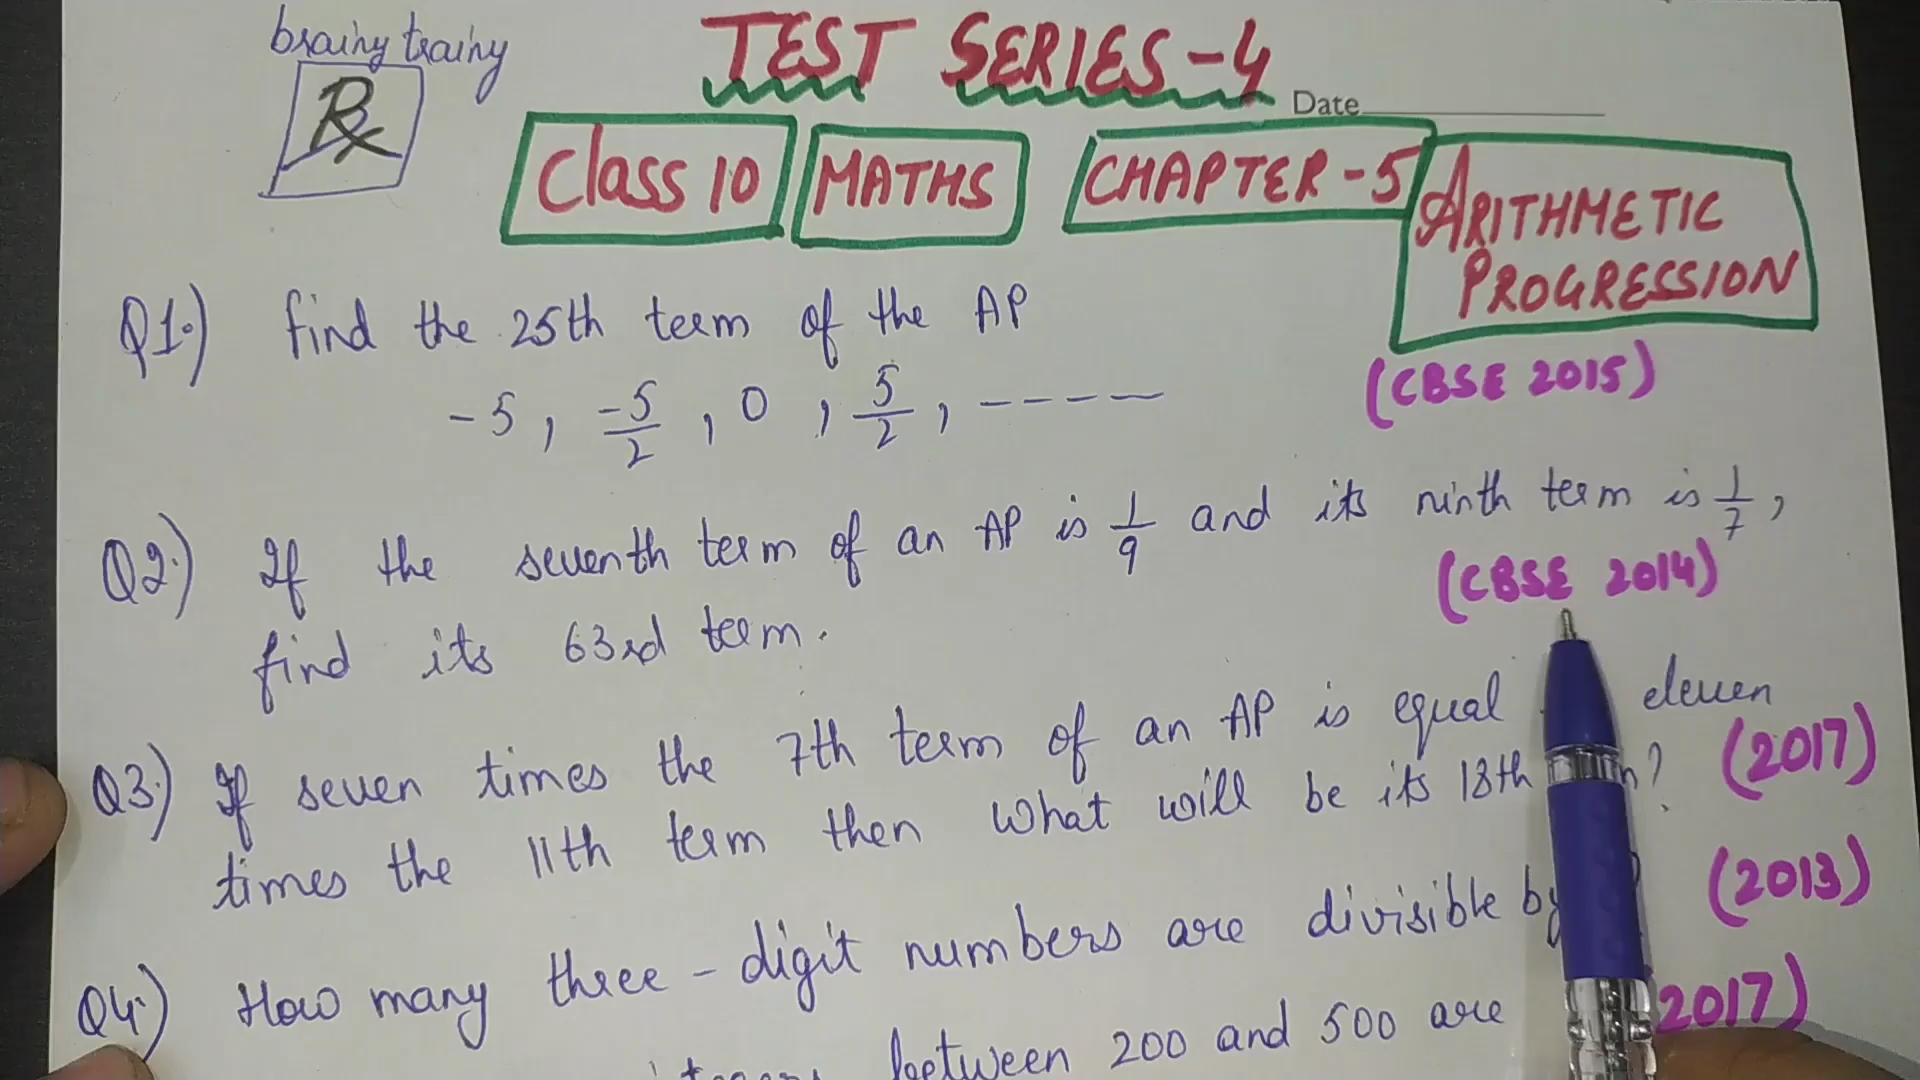 brainy trainy
Rx
TEST SERIES-4
Date
Class 10 MATHS CHAPTER-5 ARITHMETIC PROGRESSION
Q1.) find the 25th term of the AP
-5, -5/2, 0, 5/2, -----
(CBSE 2015)
Q2.) If the seventh term of an AP is 1/9 and its ninth term is 1/7,
find its 63rd term.
(CBSE 2014)
Q3.) If seven times the 7th term of an AP is equal eleven
times the 11th term then what will be its 18th ?
(2017)
Q4.) How many three-digit numbers are divisible by
(2013)
between 200 and 500 are
(2017)